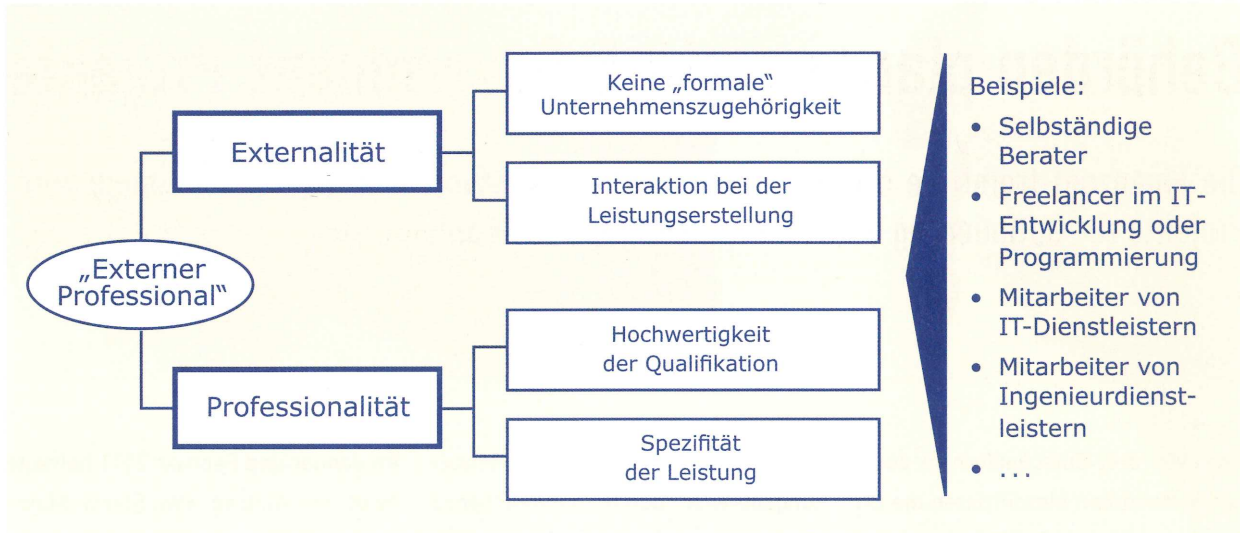 „Externer
Professional“
Externalität
Professionalität
Keine „formale“
Unternehmenszugehörigkeit
Interaktion bei der
Leistungserstellung
Hochwertigkeit
der Qualifikation
Spezifität
der Leistung
Beispiele:
• Selbständige
Berater
• Freelancer im IT-
Entwicklung oder
Programmierung
• Mitarbeiter von
IT-Dienstleistern
• Mitarbeiter von
Ingenieurdienst-
leistern
• ...